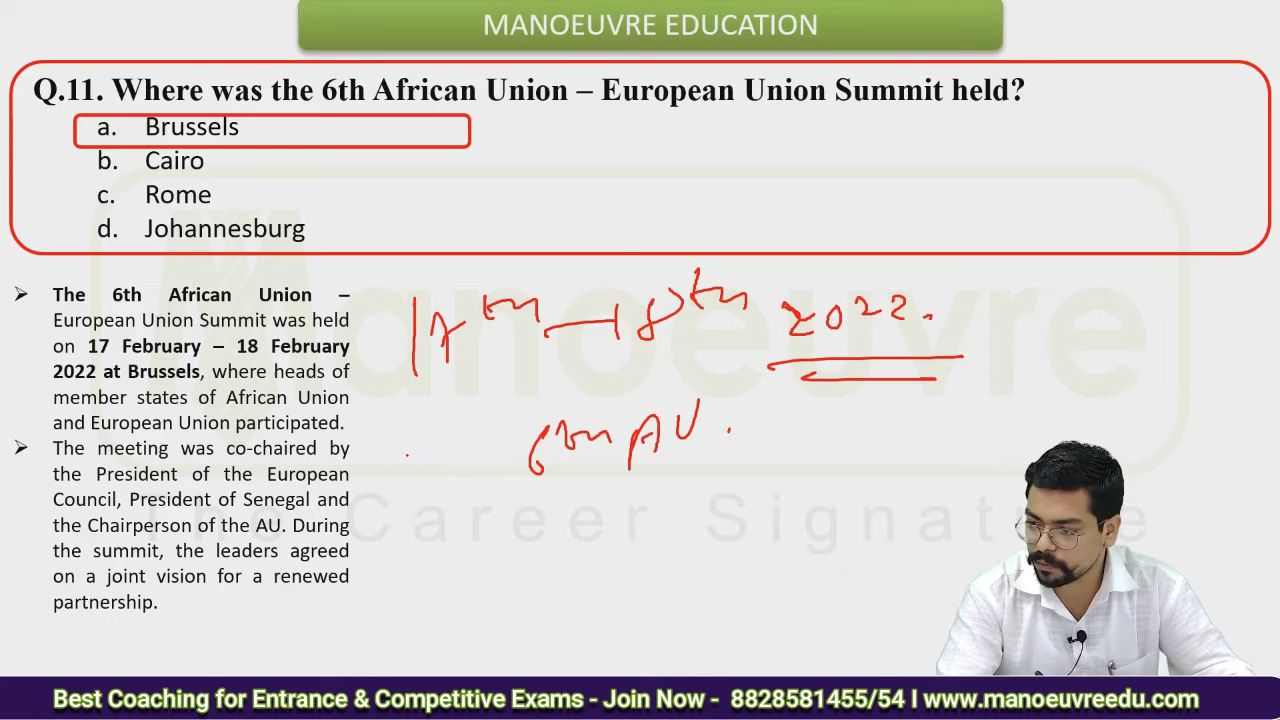 MANOEUVRE EDUCATION
Q.11. Where was the 6th African Union – European Union Summit held?
a. Brussels
b. Cairo
c. Rome
d. Johannesburg
➢ The 6th African Union –
European Union Summit was held
on 17 February – 18 February
2022 at Brussels, where heads of
member states of African Union
and European Union participated.
➢ The meeting was co-chaired by
the President of the European
Council, President of Senegal and
the Chairperson of the AU. During
the summit, the leaders agreed
on a joint vision for a renewed
partnership.
17th – 18th 2022.
6th AU.
Manoeuvre
The Career Signature
Best Coaching for Entrance & Competitive Exams - Join Now - 8828581455/54 I www.manoeuvreedu.com